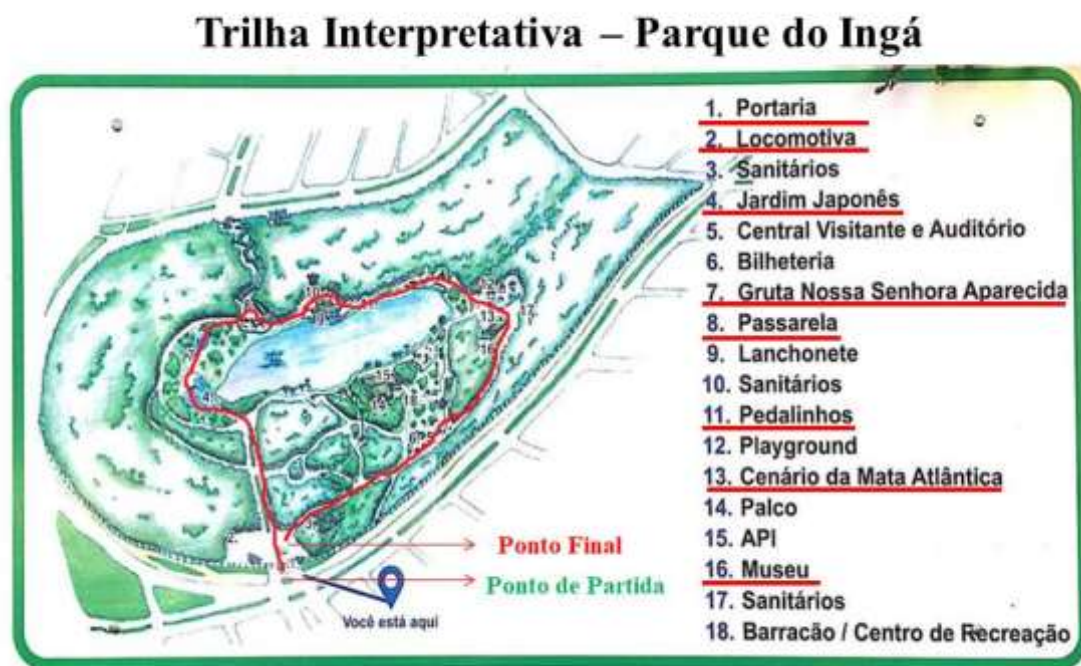 Trilha Interpretativa – Parque do Ingá
1. Portaria
2. Locomotiva
3. Sanitários
4. Jardim Japonês
5. Central Visitante e Auditório
6. Bilheteria
7. Gruta Nossa Senhora Aparecida
8. Passarela
9. Lanchonete
10. Sanitários
11. Pedalinhos
12. Playground
13. Cenário da Mata Atlântica
14. Palco
15. API
16. Museu
17. Sanitários
18. Barracão / Centro de Recreação
Ponto Final
Ponto de Partida
Você está aqui